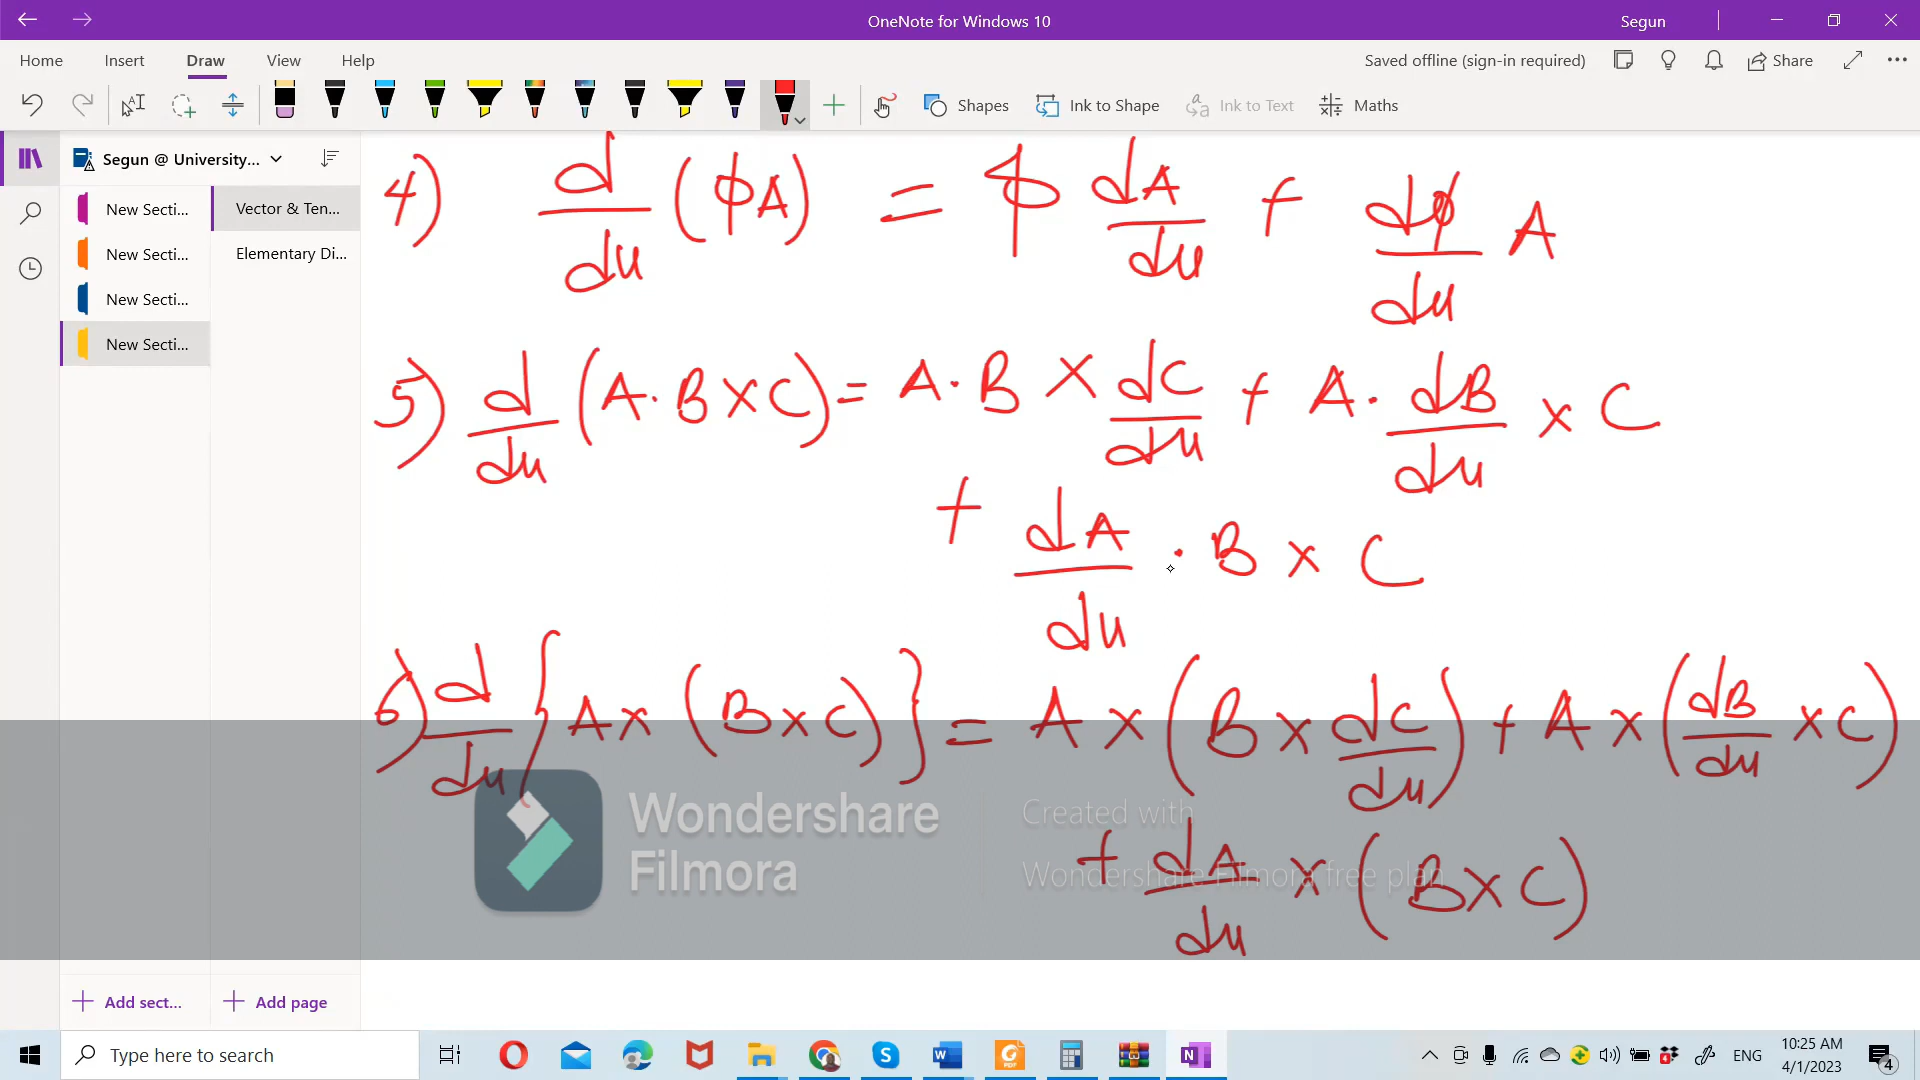 OneNote for Windows 10
Segun
Home Insert Draw View Help
Saved offline (sign-in required) Share
Shapes Ink to Shape Ink to Text Maths
Segun @ University...
New Secti...
New Secti...
New Secti...
New Secti...
Vector & Ten...
Elementary Di...
4) d/du (ϕA) = ϕ dA/du + dϕ/du A
5) d/du (A·B×C) = A·B × dC/du + A· dB/du × C
+ dA/du · B × C
6) d/du {A× (B×C)} = A × (B × dC/du) + A × (dB/du × C)
+ dA/du × (B×C)
Wondershare
Filmora
Created with
Wondershare Filmora free plan
Add sect... Add page
Type here to search
ENG
10:25 AM
4/1/2023
4